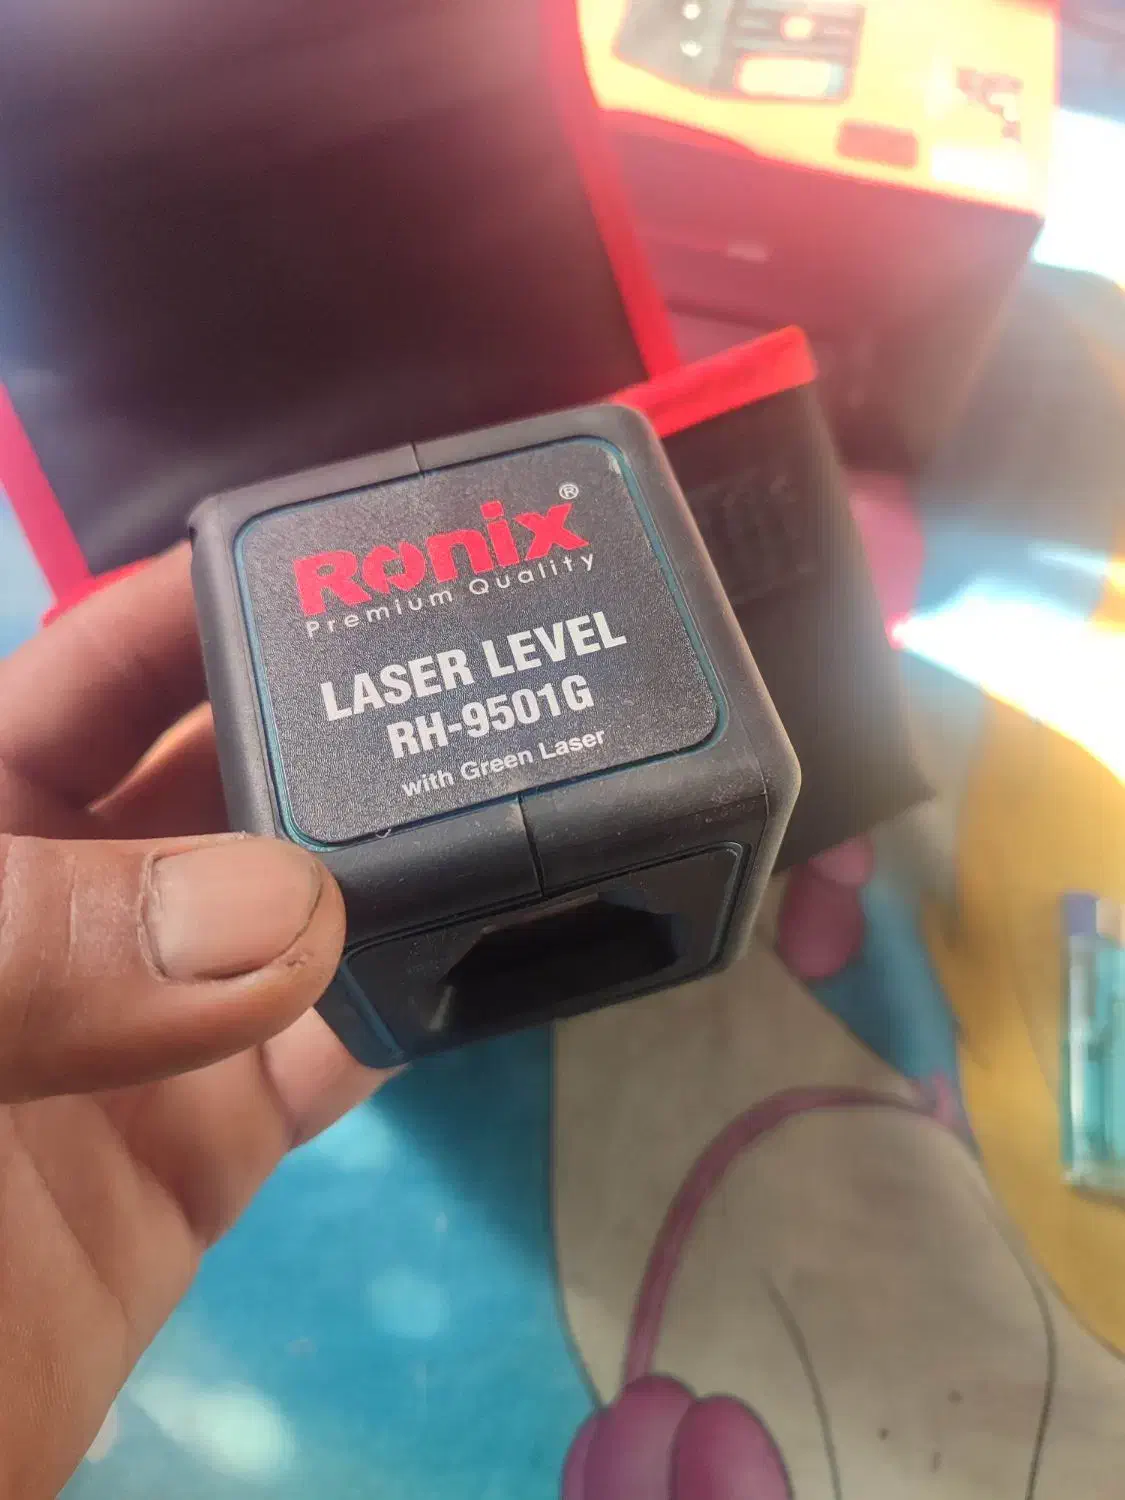 Ronix®
Premium Quality
LASER LEVEL
RH-9501G
with Green Laser